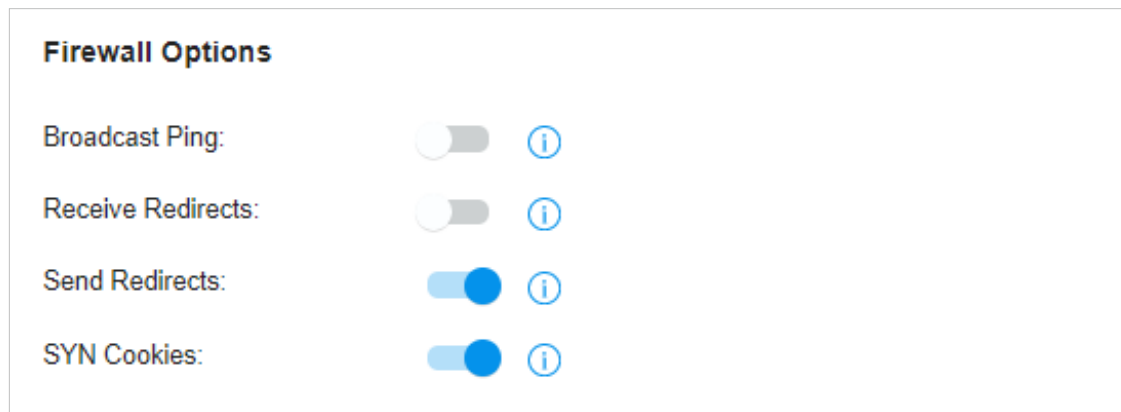 Firewall Options
Broadcast Ping:
Receive Redirects:
Send Redirects:
SYN Cookies: